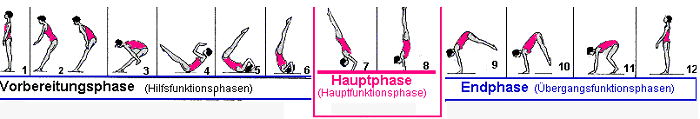 1 2 3 4 5 6 7 8 9 10 11 12
Vorbereitungsphase (Hilfsfunktionsphasen)
Hauptphase
(Hauptfunktionsphase)
Endphase (Übergangsfunktionsphasen)